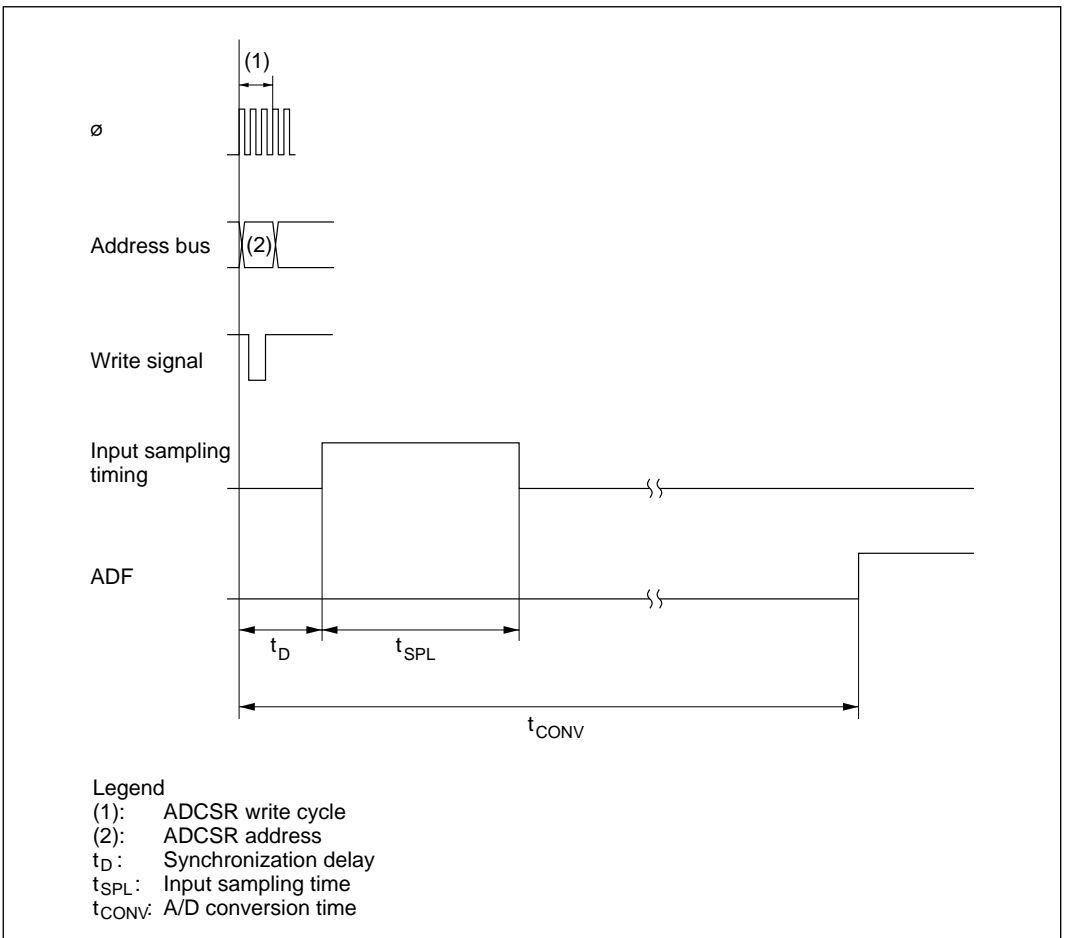 (1)
ø
Address bus
(2)
Write signal
Input sampling
timing
ADF
tD
tSPL
tCONV
Legend
(1): ADCSR write cycle
(2): ADCSR address
tD : Synchronization delay
tSPL : Input sampling time
tCONV: A/D conversion time